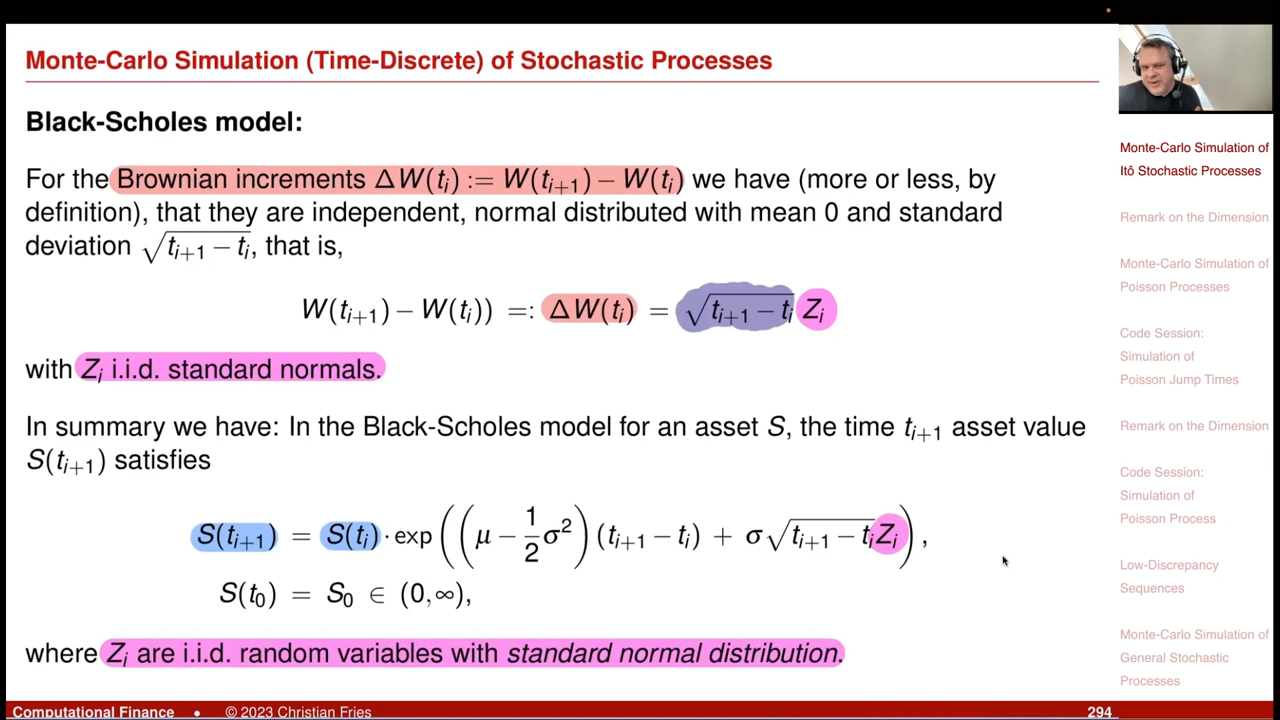 Monte-Carlo Simulation (Time-Discrete) of Stochastic Processes
Black-Scholes model:
For the Brownian increments ΔW(t_i) := W(t_{i+1}) − W(t_i) we have (more or less, by
definition), that they are independent, normal distributed with mean 0 and standard
deviation √(t_{i+1} − t_i), that is,
W(t_{i+1}) − W(t_i)) =: ΔW(t_i) = √(t_{i+1} − t_i) Z_i
with Z_i i.i.d. standard normals.
In summary we have: In the Black-Scholes model for an asset S, the time t_{i+1} asset value
S(t_{i+1}) satisfies
S(t_{i+1}) = S(t_i) · exp((μ − 1/2 σ²)(t_{i+1} − t_i) + σ√(t_{i+1} − t_i) Z_i),
S(t_0) = S_0 ∈ (0,∞),
where Z_i are i.i.d. random variables with standard normal distribution.
Computational Finance • © 2023 Christian Fries 294
Monte-Carlo Simulation of
Itô Stochastic Processes
Remark on the Dimension
Monte-Carlo Simulation of
Poisson Processes
Code Session:
Simulation of
Poisson Jump Times
Remark on the Dimension
Code Session:
Simulation of
Poisson Process
Low-Discrepancy
Sequences
Monte-Carlo Simulation of
General Stochastic
Processes